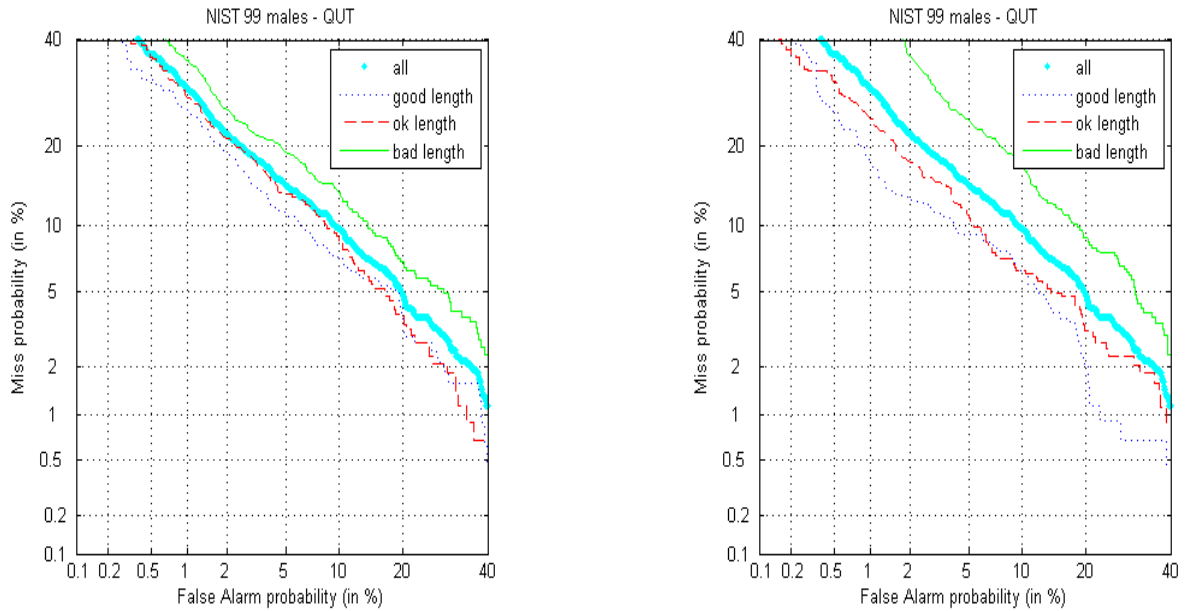 NIST 99 males - QUT
40
20
10
5
2
1
0.5
0.2
0.1
Miss probability (in %)
all
good length
ok length
bad length
0.1 0.2 0.5 1 2 5 10 20 40
False Alarm probability (in %)
NIST 99 males - QUT
40
20
10
5
2
1
0.5
0.2
0.1
Miss probability (in %)
all
good length
ok length
bad length
0.1 0.2 0.5 1 2 5 10 20 40
False Alarm probability (in %)